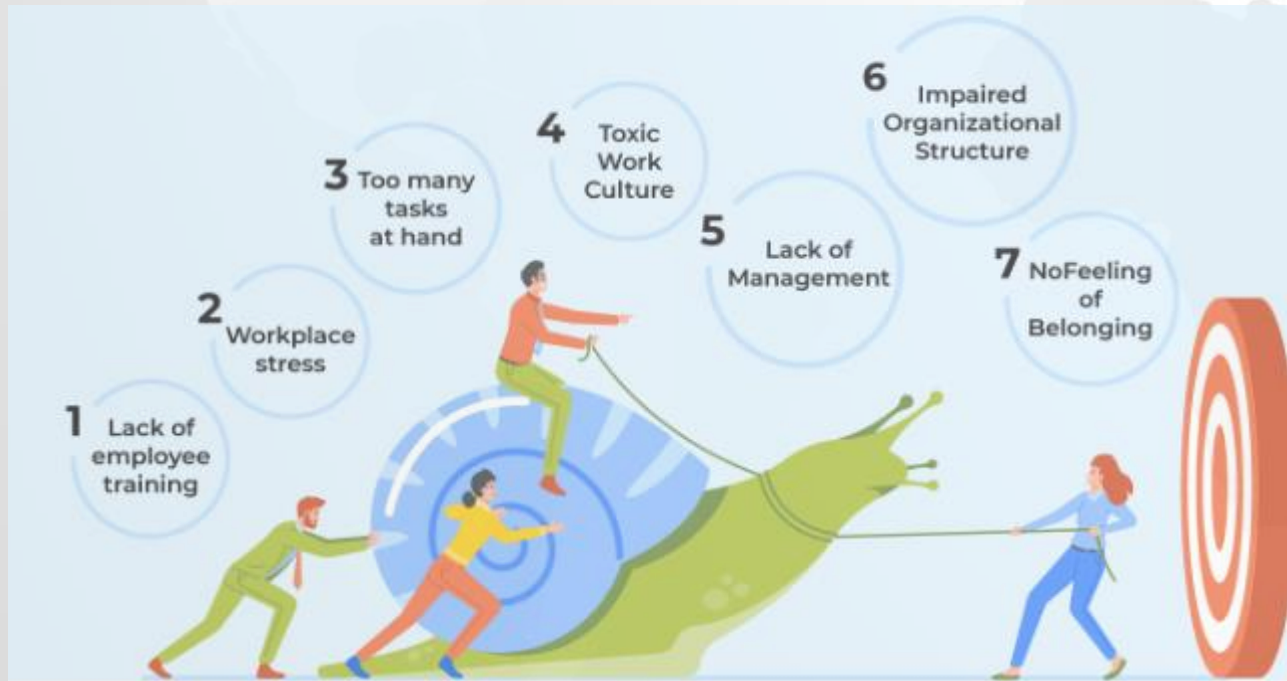 1
Lack of
employee
training
2
Workplace
stress
3
Too many
tasks
at hand
4
Toxic
Work
Culture
5
Lack of
Management
6
Impaired
Organizational
Structure
7
NoFeeling
of
Belonging